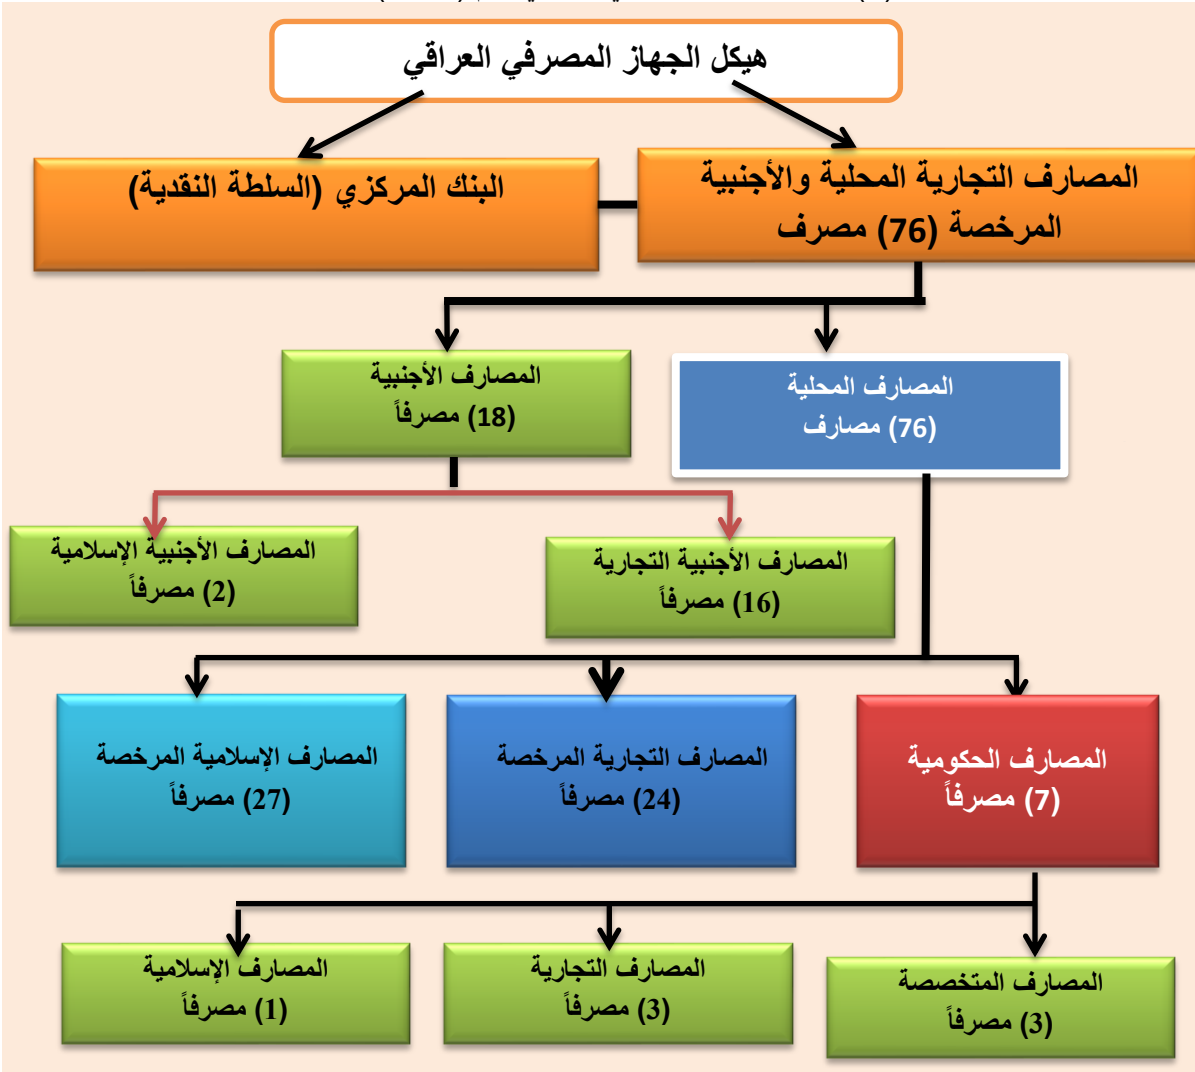 هيكل الجهاز المصرفي العراقي
المصارف التجارية المحلية والأجنبية
المرخصة (76) مصرف
البنك المركزي (السلطة النقدية)
المصارف المحلية
(76) مصارف
المصارف الأجنبية
(18) مصرفاً
المصارف الأجنبية التجارية
(16) مصرفاً
المصارف الأجنبية الإسلامية
(2) مصرفاً
المصارف الحكومية
(7) مصرفاً
المصارف التجارية المرخصة
(24) مصرفاً
المصارف الإسلامية المرخصة
(27) مصرفاً
المصارف المتخصصة
(3) مصرفاً
المصارف التجارية
(3) مصرفاً
المصارف الإسلامية
(1) مصرفاً